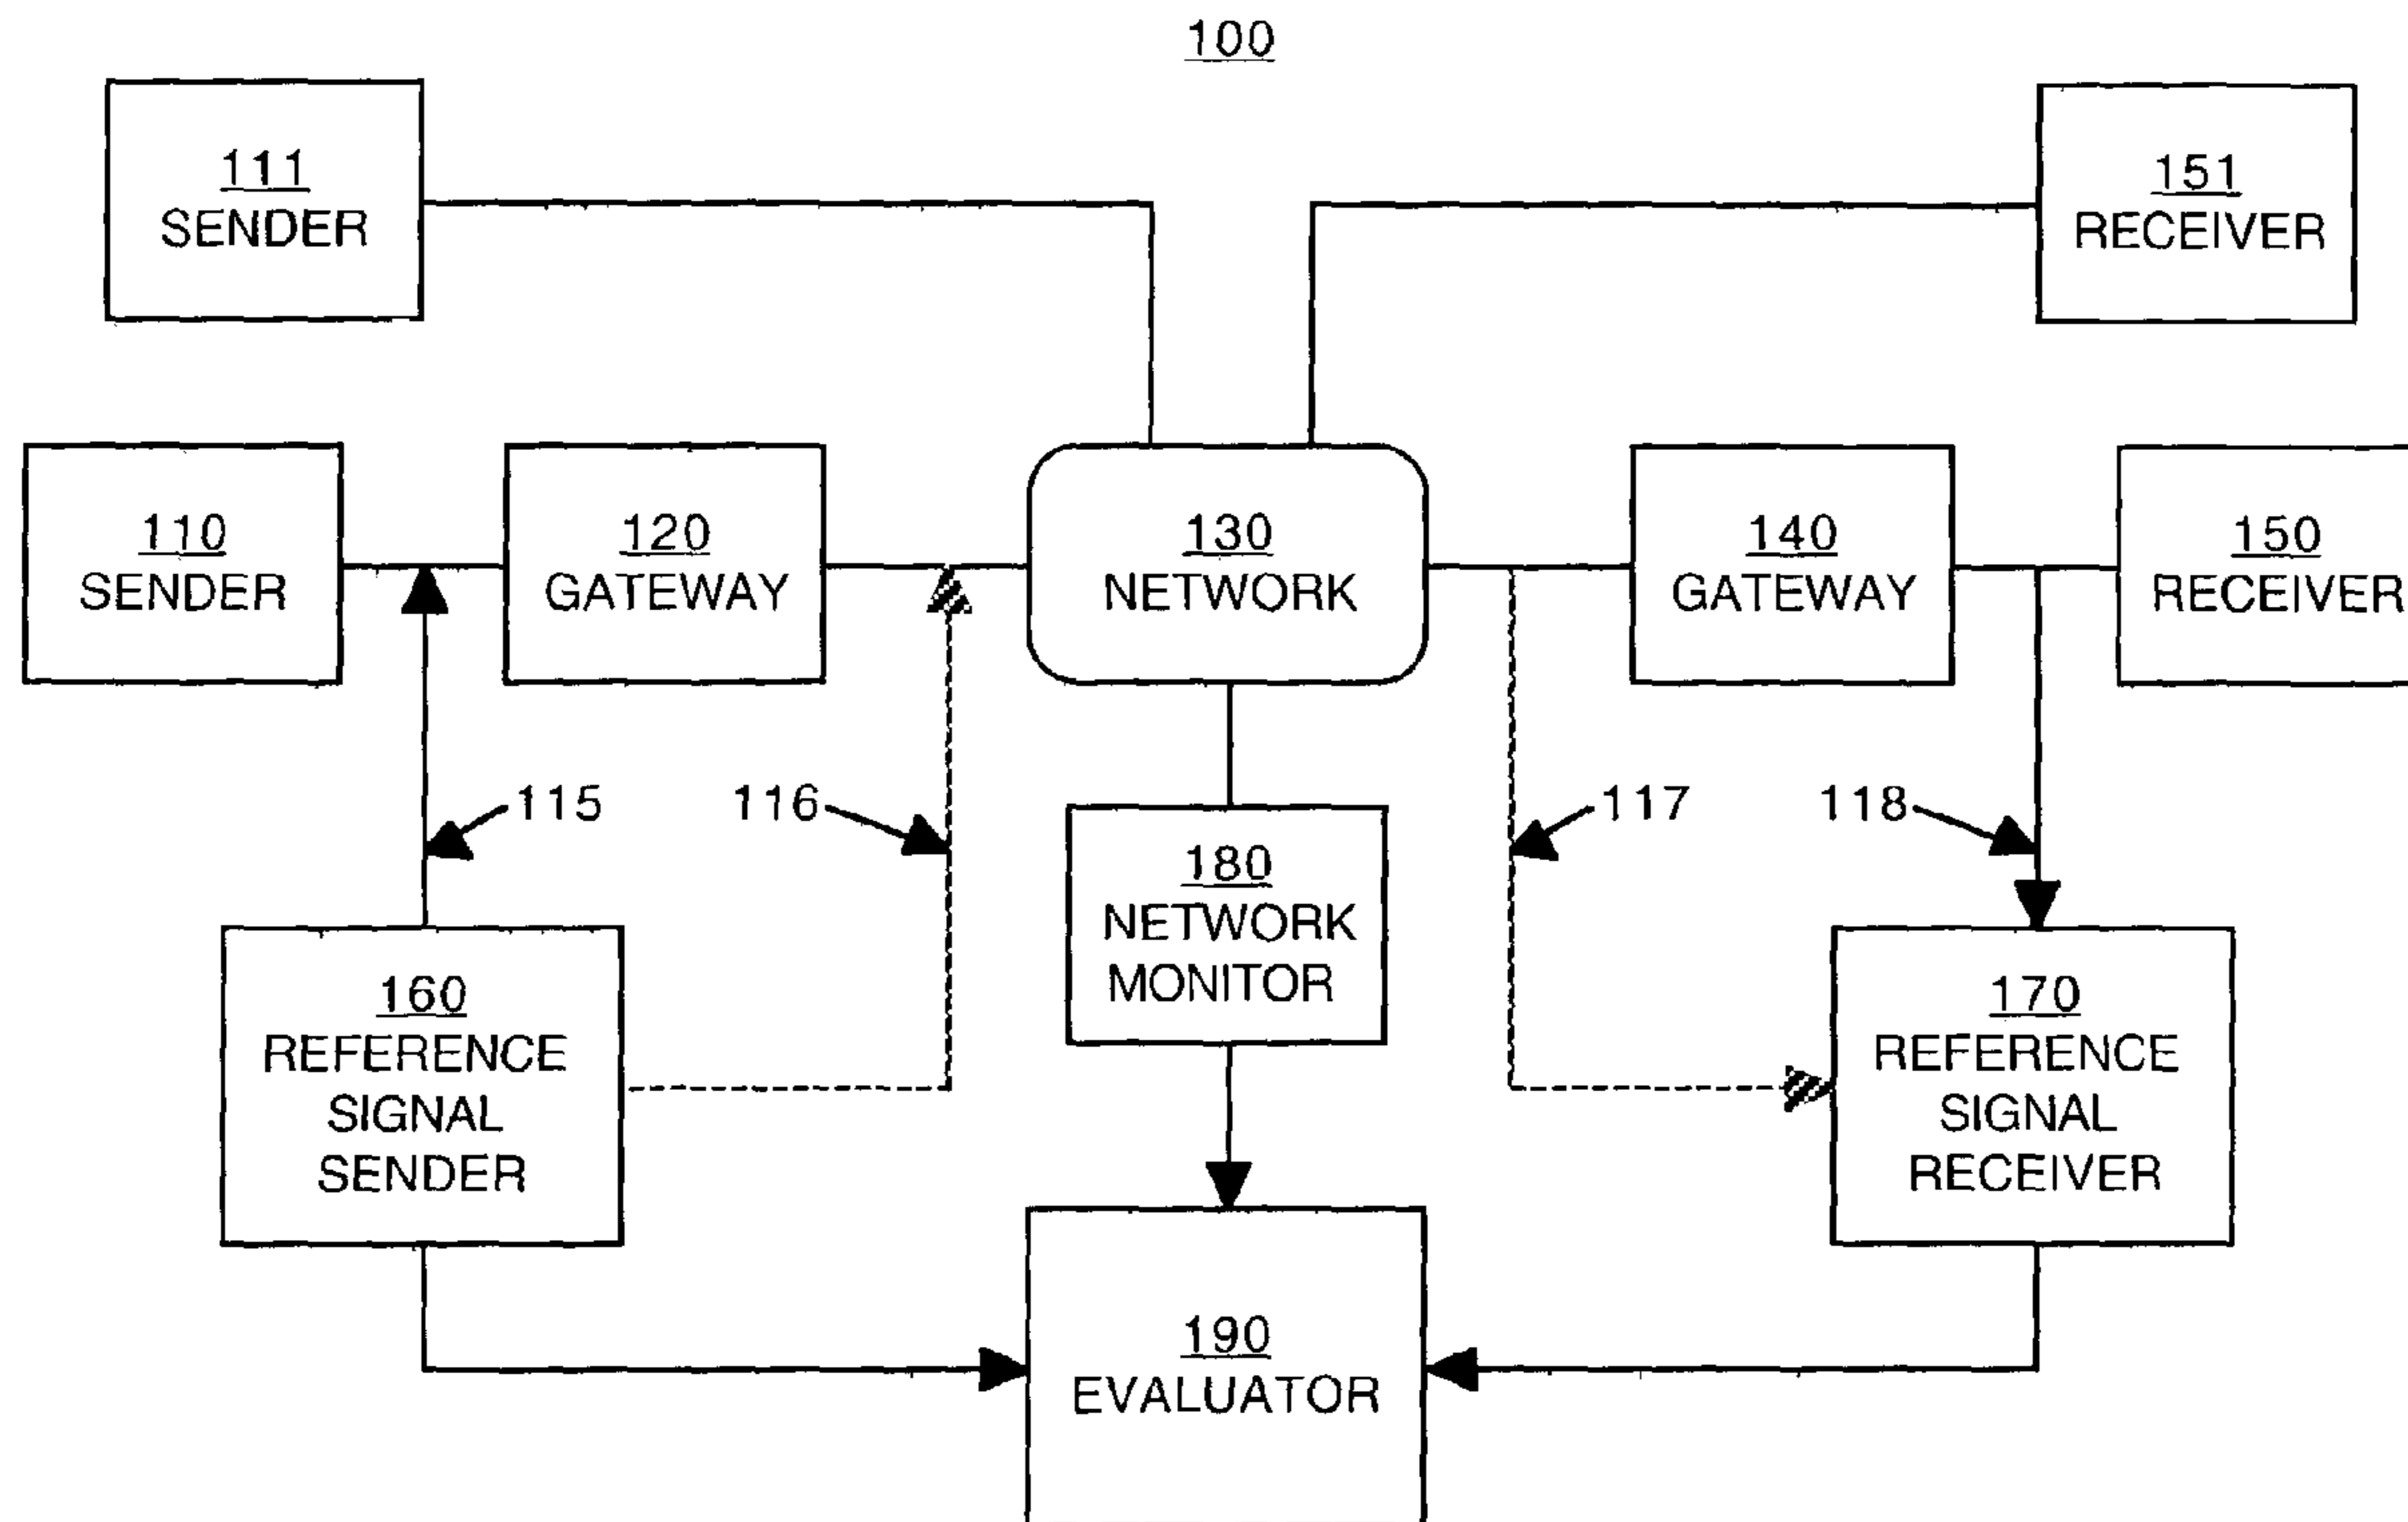 100
111
SENDER
151
RECEIVER
110
SENDER
120
GATEWAY
130
NETWORK
140
GATEWAY
150
RECEIVER
115
116
117
118
180
NETWORK
MONITOR
160
REFERENCE
SIGNAL
SENDER
170
REFERENCE
SIGNAL
RECEIVER
190
EVALUATOR